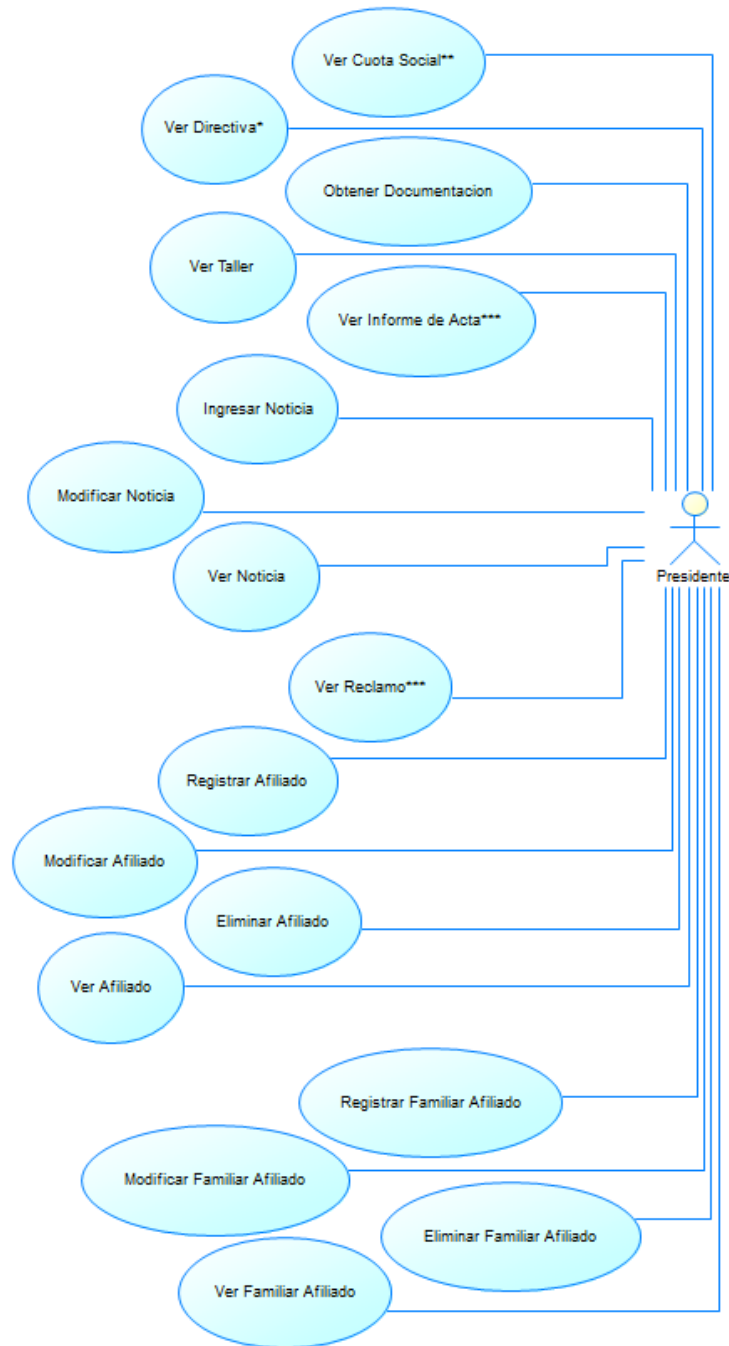 Ver Cuota Social**
Ver Directiva*
Obtener Documentacion
Ver Taller
Ver Informe de Acta***
Ingresar Noticia
Modificar Noticia
Ver Noticia
Presidente
Ver Reclamo***
Registrar Afiliado
Modificar Afiliado
Eliminar Afiliado
Ver Afiliado
Registrar Familiar Afiliado
Modificar Familiar Afiliado
Eliminar Familiar Afiliado
Ver Familiar Afiliado